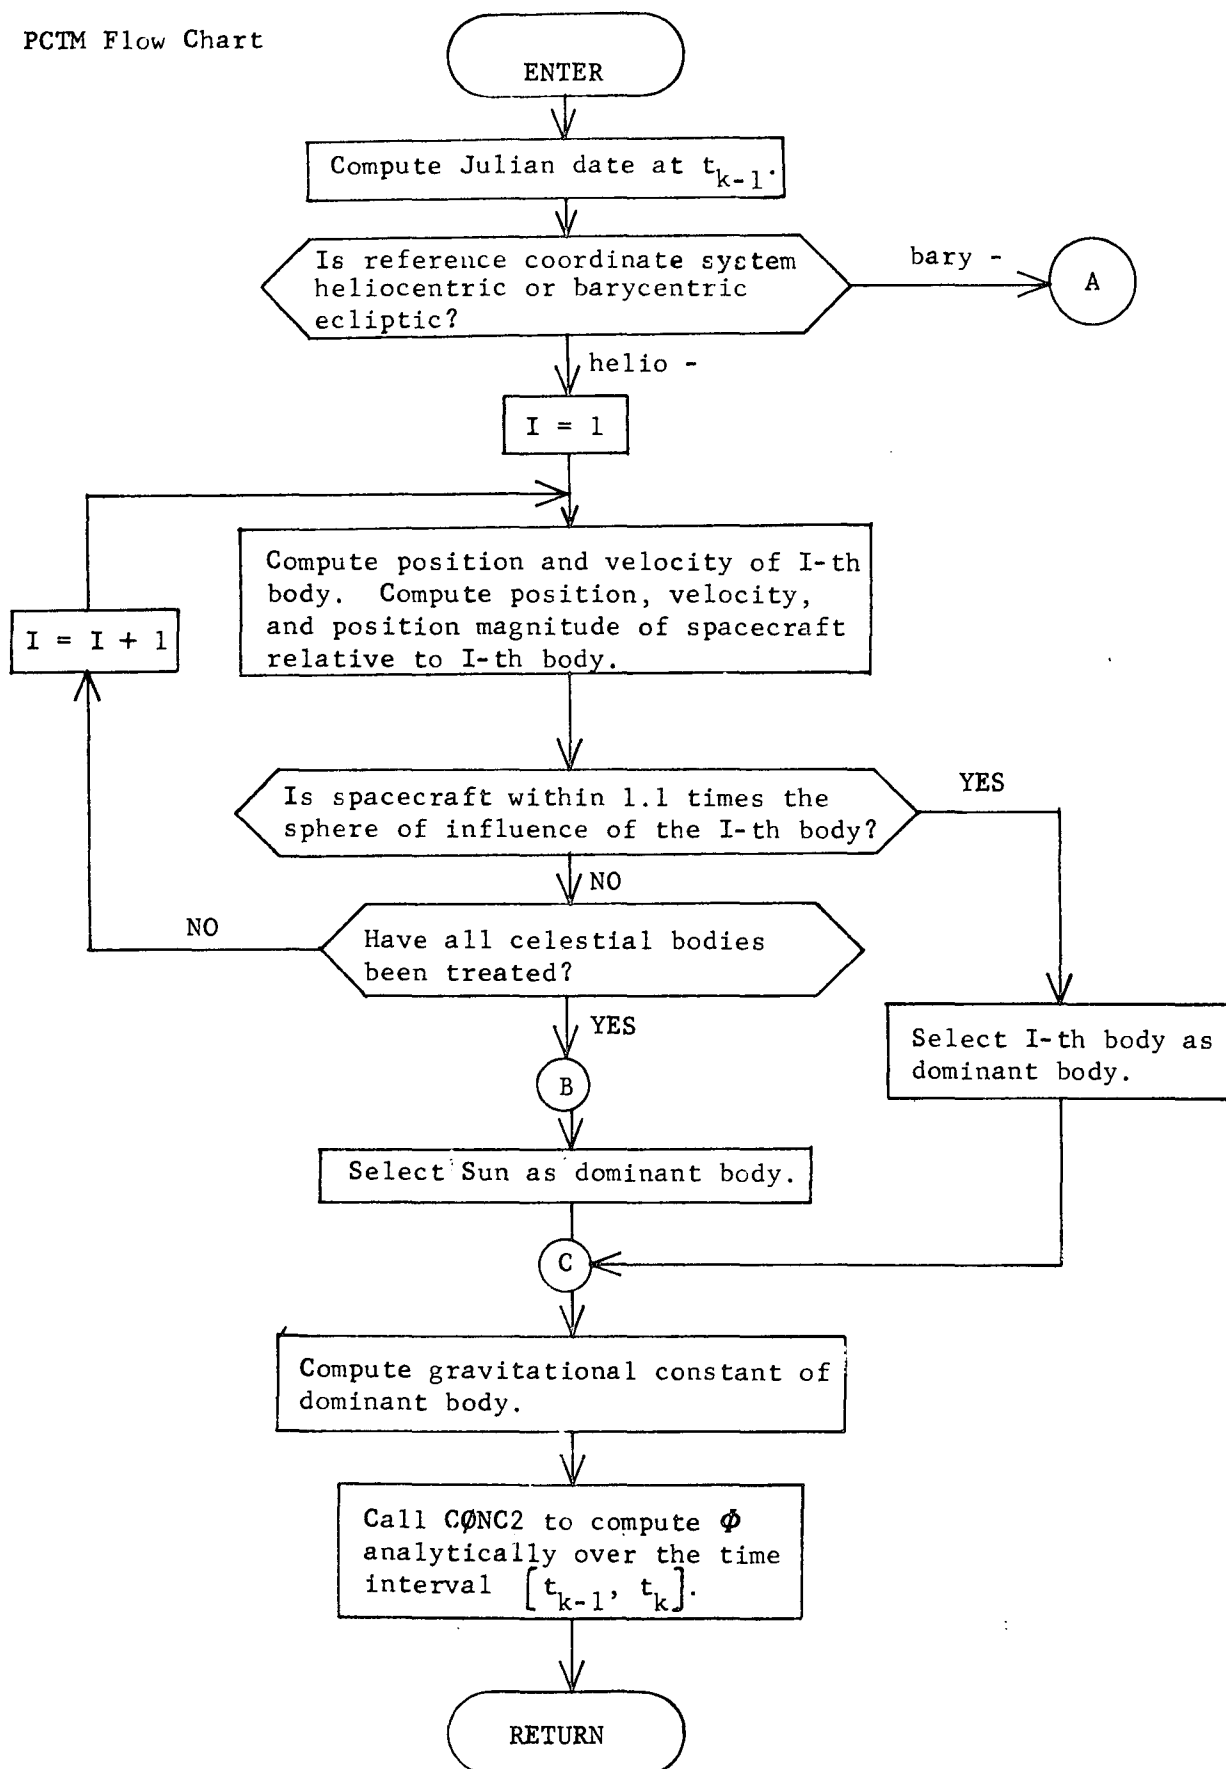 PCTM Flow Chart
ENTER
Compute Julian date at t_{k-1}.
Is reference coordinate system
heliocentric or barycentric
ecliptic?
bary -
A
helio -
I = 1
Compute position and velocity of I-th
body. Compute position, velocity,
and position magnitude of spacecraft
relative to I-th body.
I = I + 1
Is spacecraft within 1.1 times the
sphere of influence of the I-th body?
YES
NO
Have all celestial bodies
been treated?
NO
YES
Select I-th body as
dominant body.
B
Select Sun as dominant body.
C
Compute gravitational constant of
dominant body.
Call CØNC2 to compute Φ
analytically over the time
interval [t_{k-1}, t_k].
RETURN